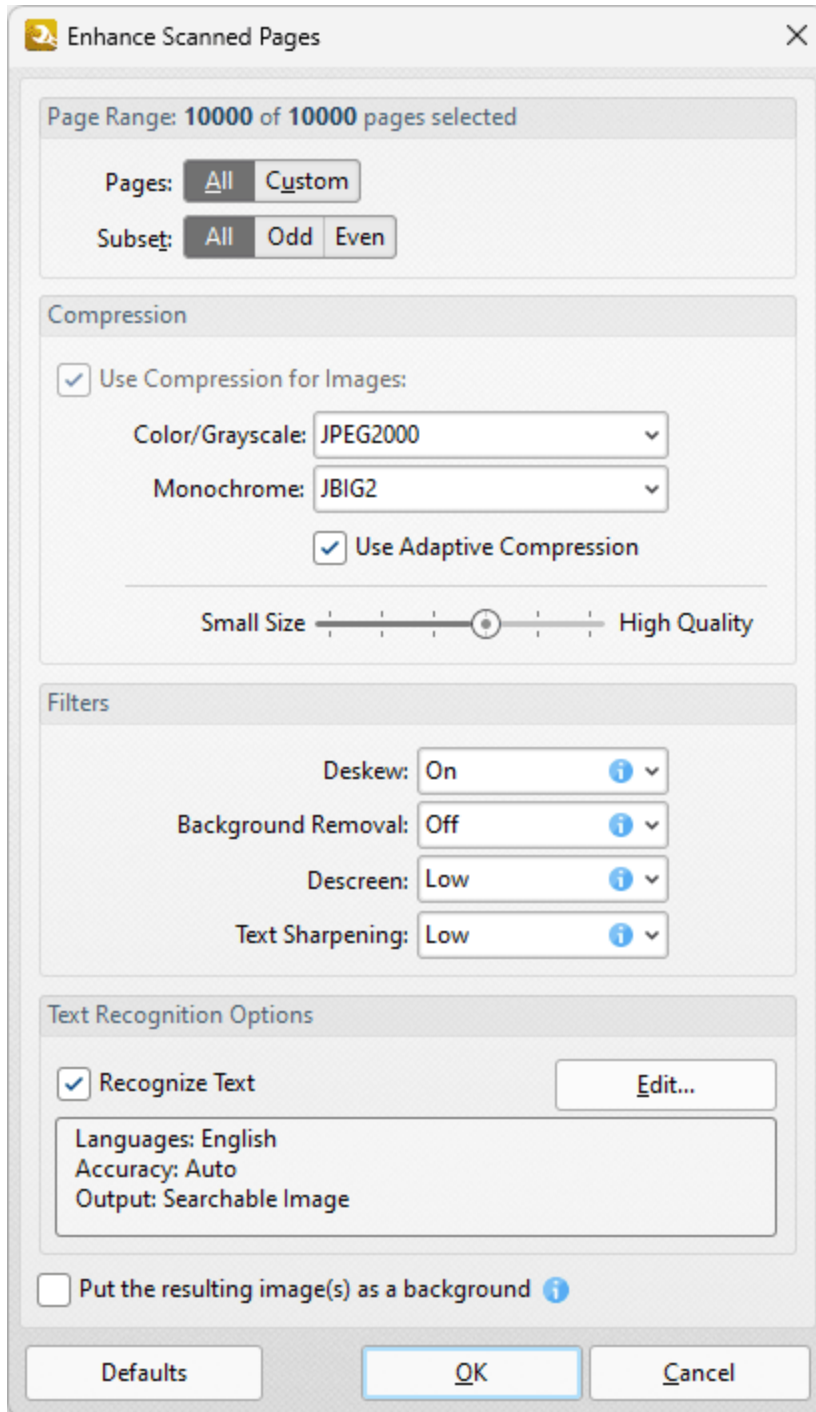 Enhance Scanned Pages
Page Range: 10000 of 10000 pages selected
Pages: All Custom
Subset: All Odd Even
Compression
Use Compression for Images:
Color/Grayscale: JPEG2000
Monochrome: JBIG2
Use Adaptive Compression
Small Size High Quality
Filters
Deskew: On
Background Removal: Off
Descreen: Low
Text Sharpening: Low
Text Recognition Options
Recognize Text Edit...
Languages: English
Accuracy: Auto
Output: Searchable Image
Put the resulting image(s) as a background
Defaults OK Cancel